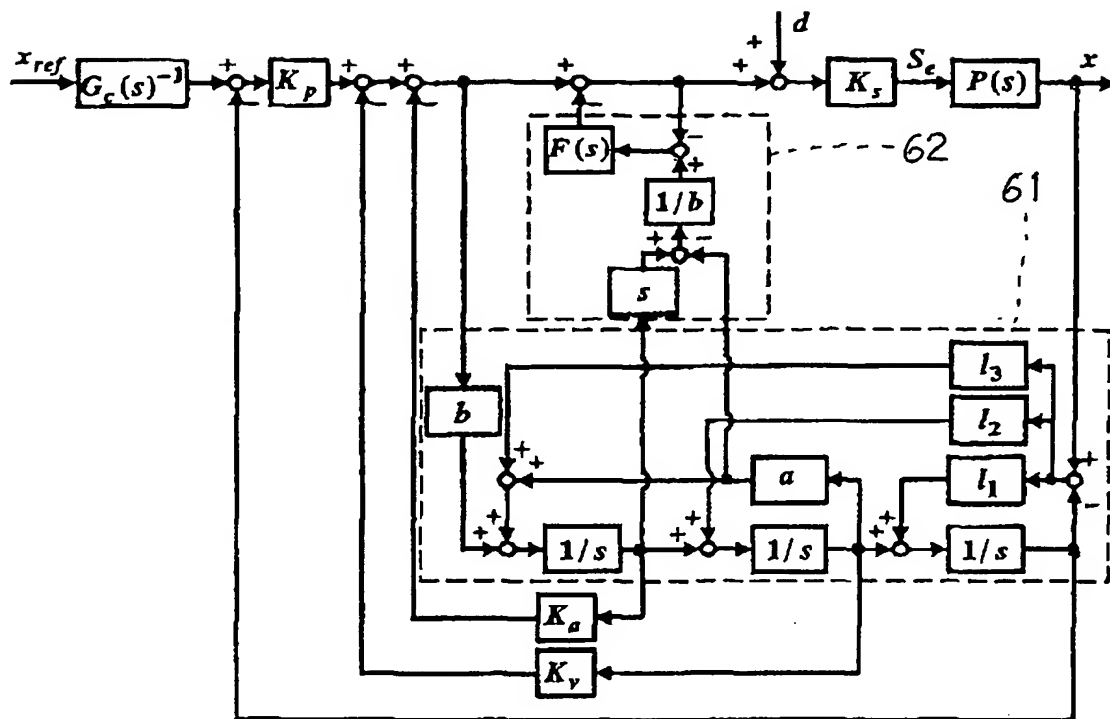 x_ref
G_c(s)^{-1}
+
−
K_p
+
−
+
−
+
−
+
+
d
K_s
S_e
P(s)
x
F(s)
−
+
62
1/b
61
+
−
s
b
l_3
l_2
+
+
a
l_1
+
−
+
+
1/s
+
+
1/s
+
+
1/s
K_a
K_v